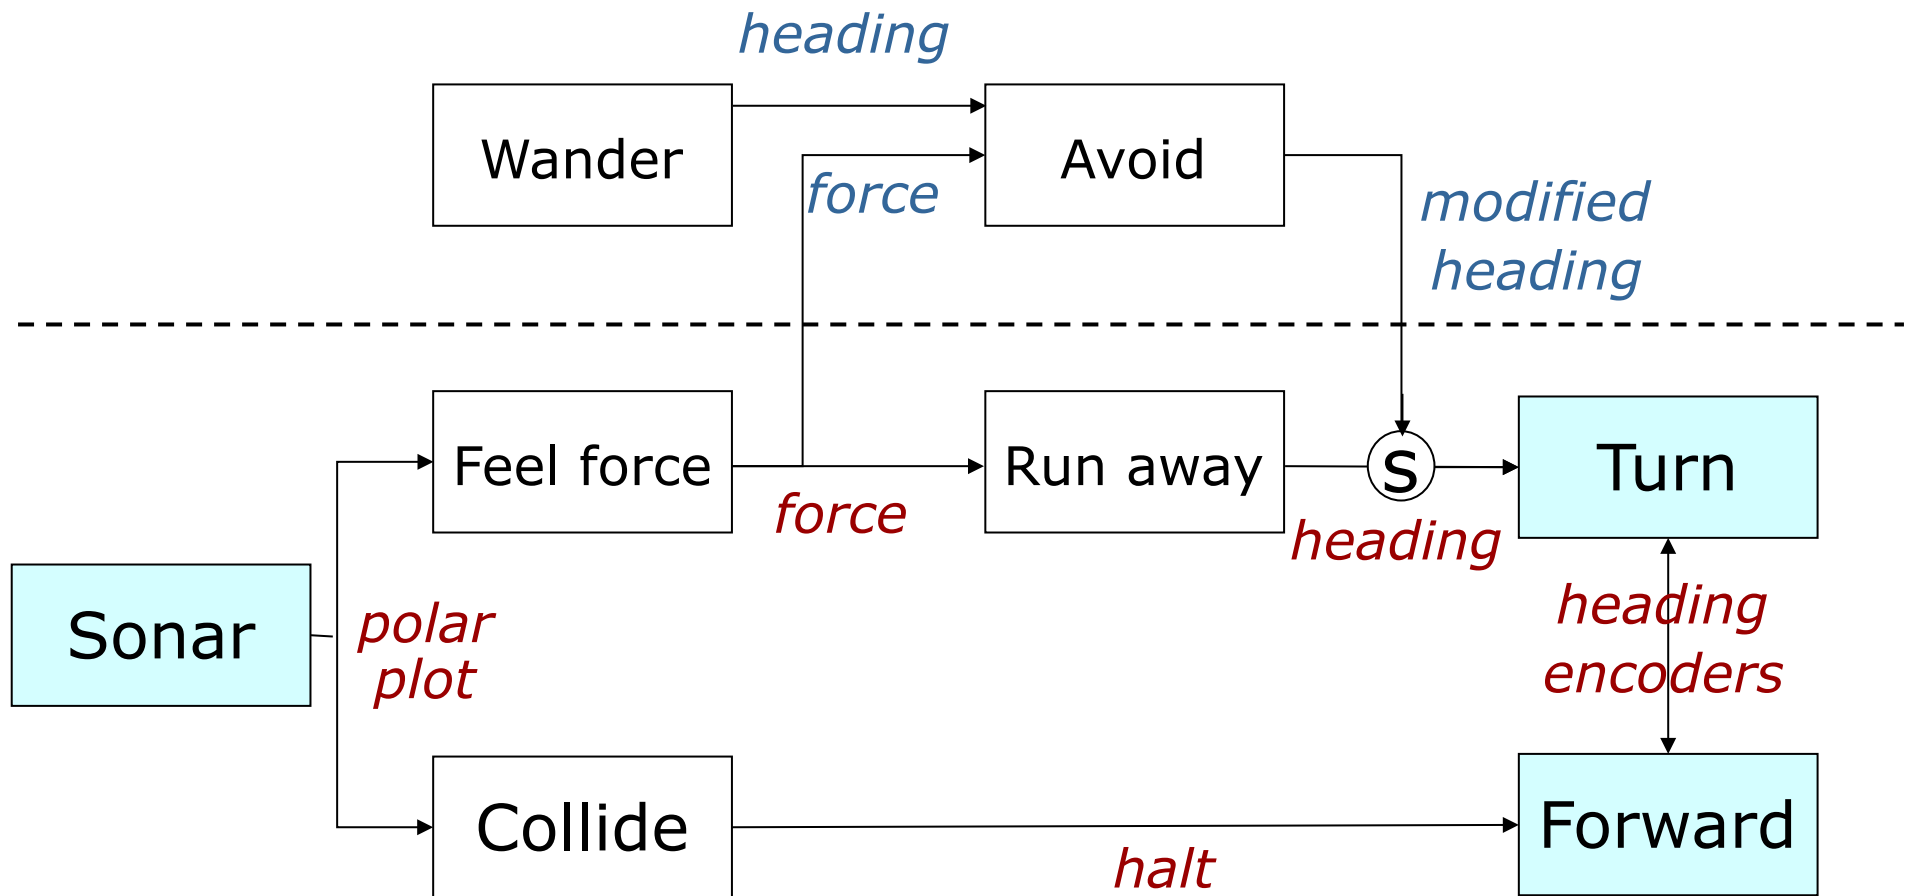 heading
Wander
Avoid
force
modified
heading
Feel force
Run away
S
Turn
force
heading
Sonar
polar
plot
heading
encoders
Collide
Forward
halt